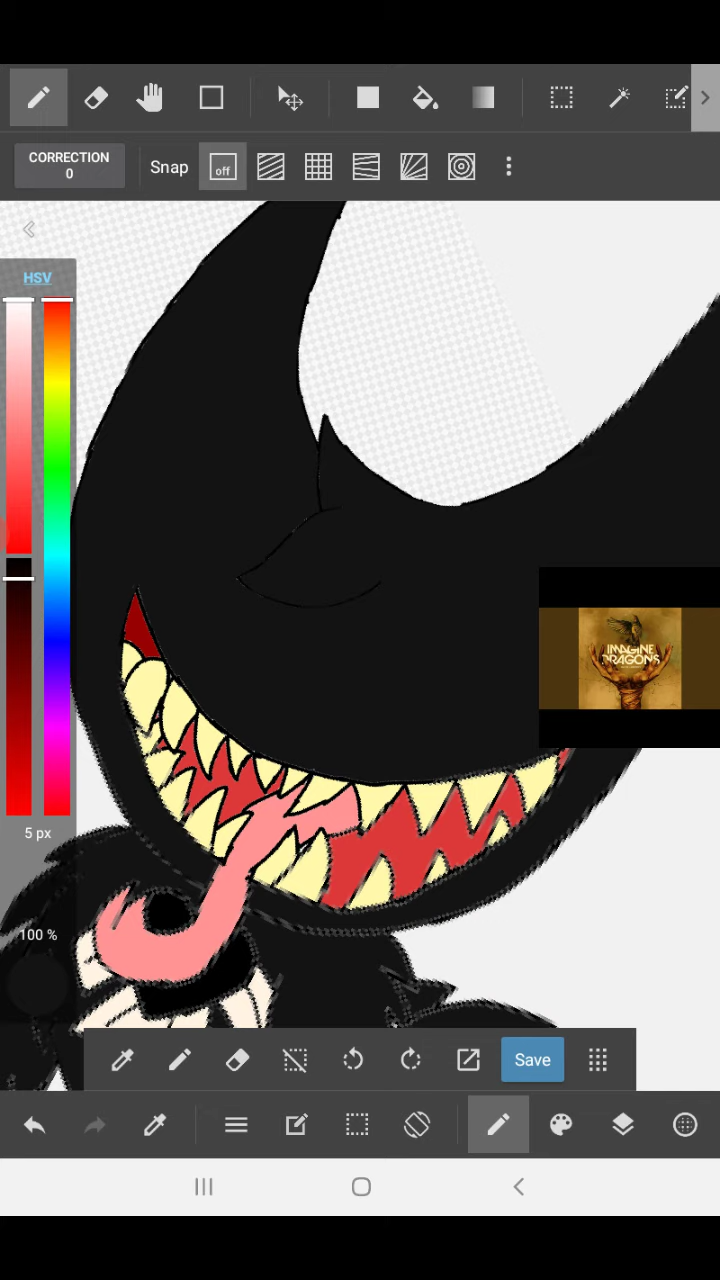 CORRECTION
0
Snap
off
HSV
IMAGINE
DRAGONS
5 px
100 %
Save